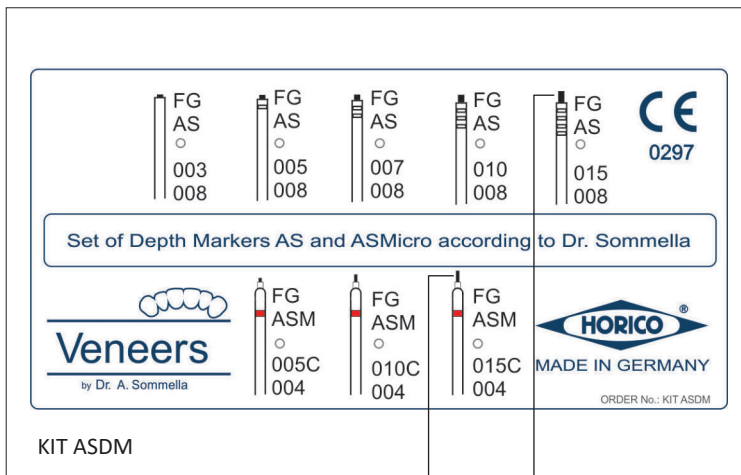 FG
AS
003
008
FG
AS
005
008
FG
AS
007
008
FG
AS
010
008
FG
AS
015
008
CE
0297
Set of Depth Markers AS and ASMicro according to Dr. Sommella
Veneers
by Dr. A. Sommella
FG
ASM
005C
004
FG
ASM
010C
004
FG
ASM
015C
004
HORICO®
MADE IN GERMANY
ORDER No.: KIT ASDM
KIT ASDM